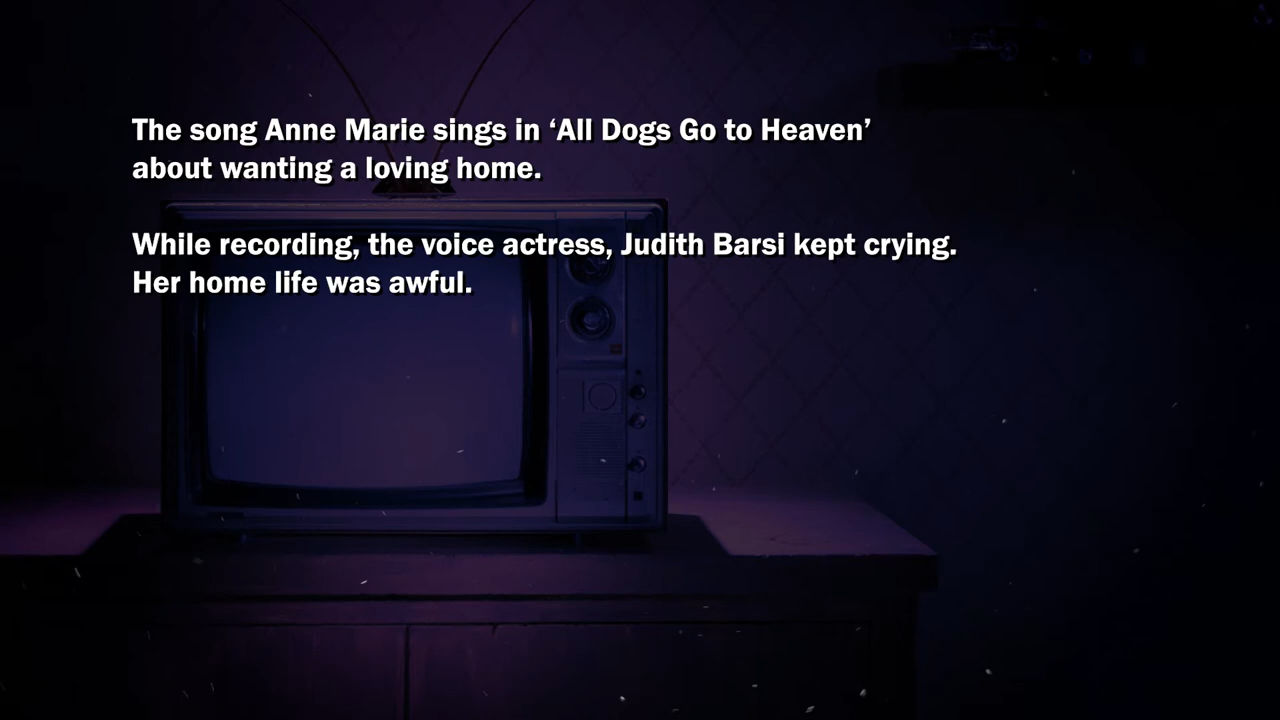 The song Anne Marie sings in ‘All Dogs Go to Heaven’
about wanting a loving home.
While recording, the voice actress, Judith Barsi kept crying.
Her home life was awful.